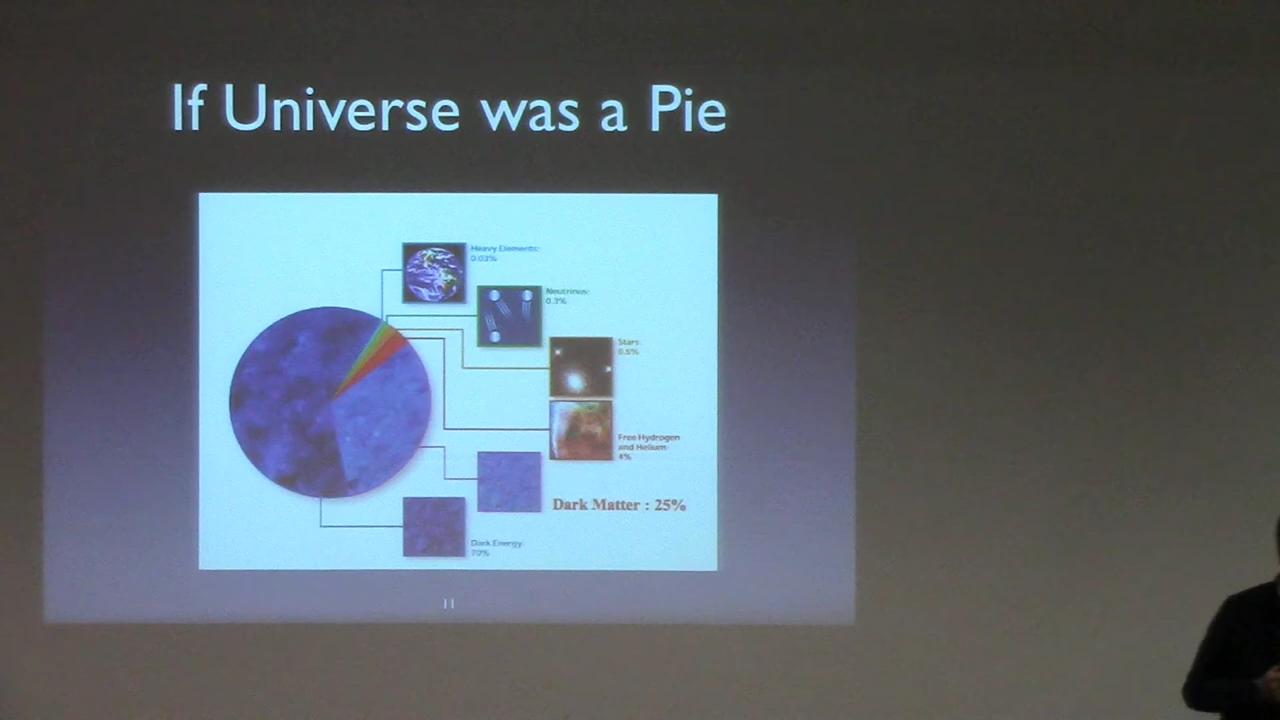 If Universe was a Pie
Heavy Elements:
0.03%
Neutrinos:
0.3%
Stars:
0.5%
Free Hydrogen
and Helium:
4%
Dark Matter : 25%
Dark Energy:
70%
11